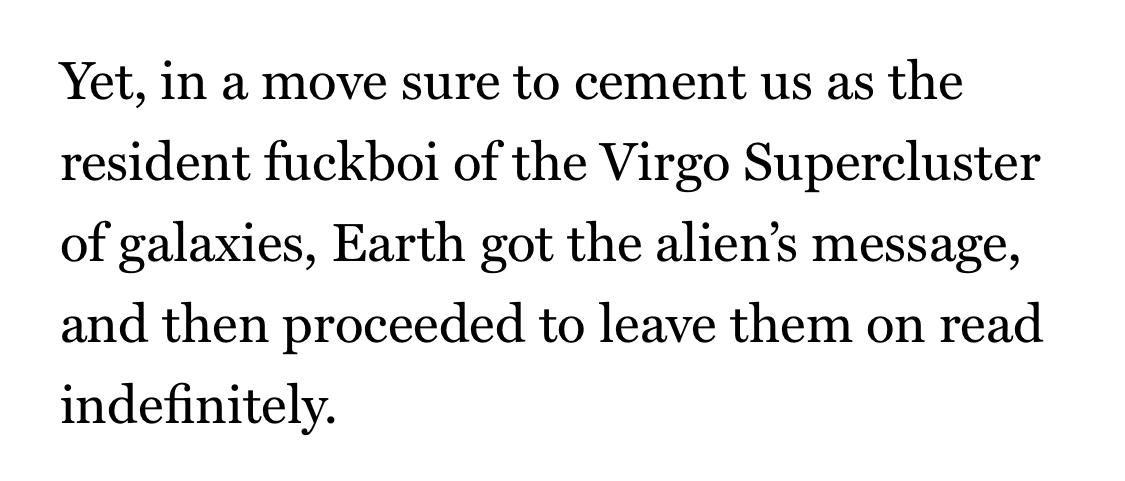 Yet, in a move sure to cement us as the
resident fuckboi of the Virgo Supercluster
of galaxies, Earth got the alien’s message,
and then proceeded to leave them on read
indefinitely.